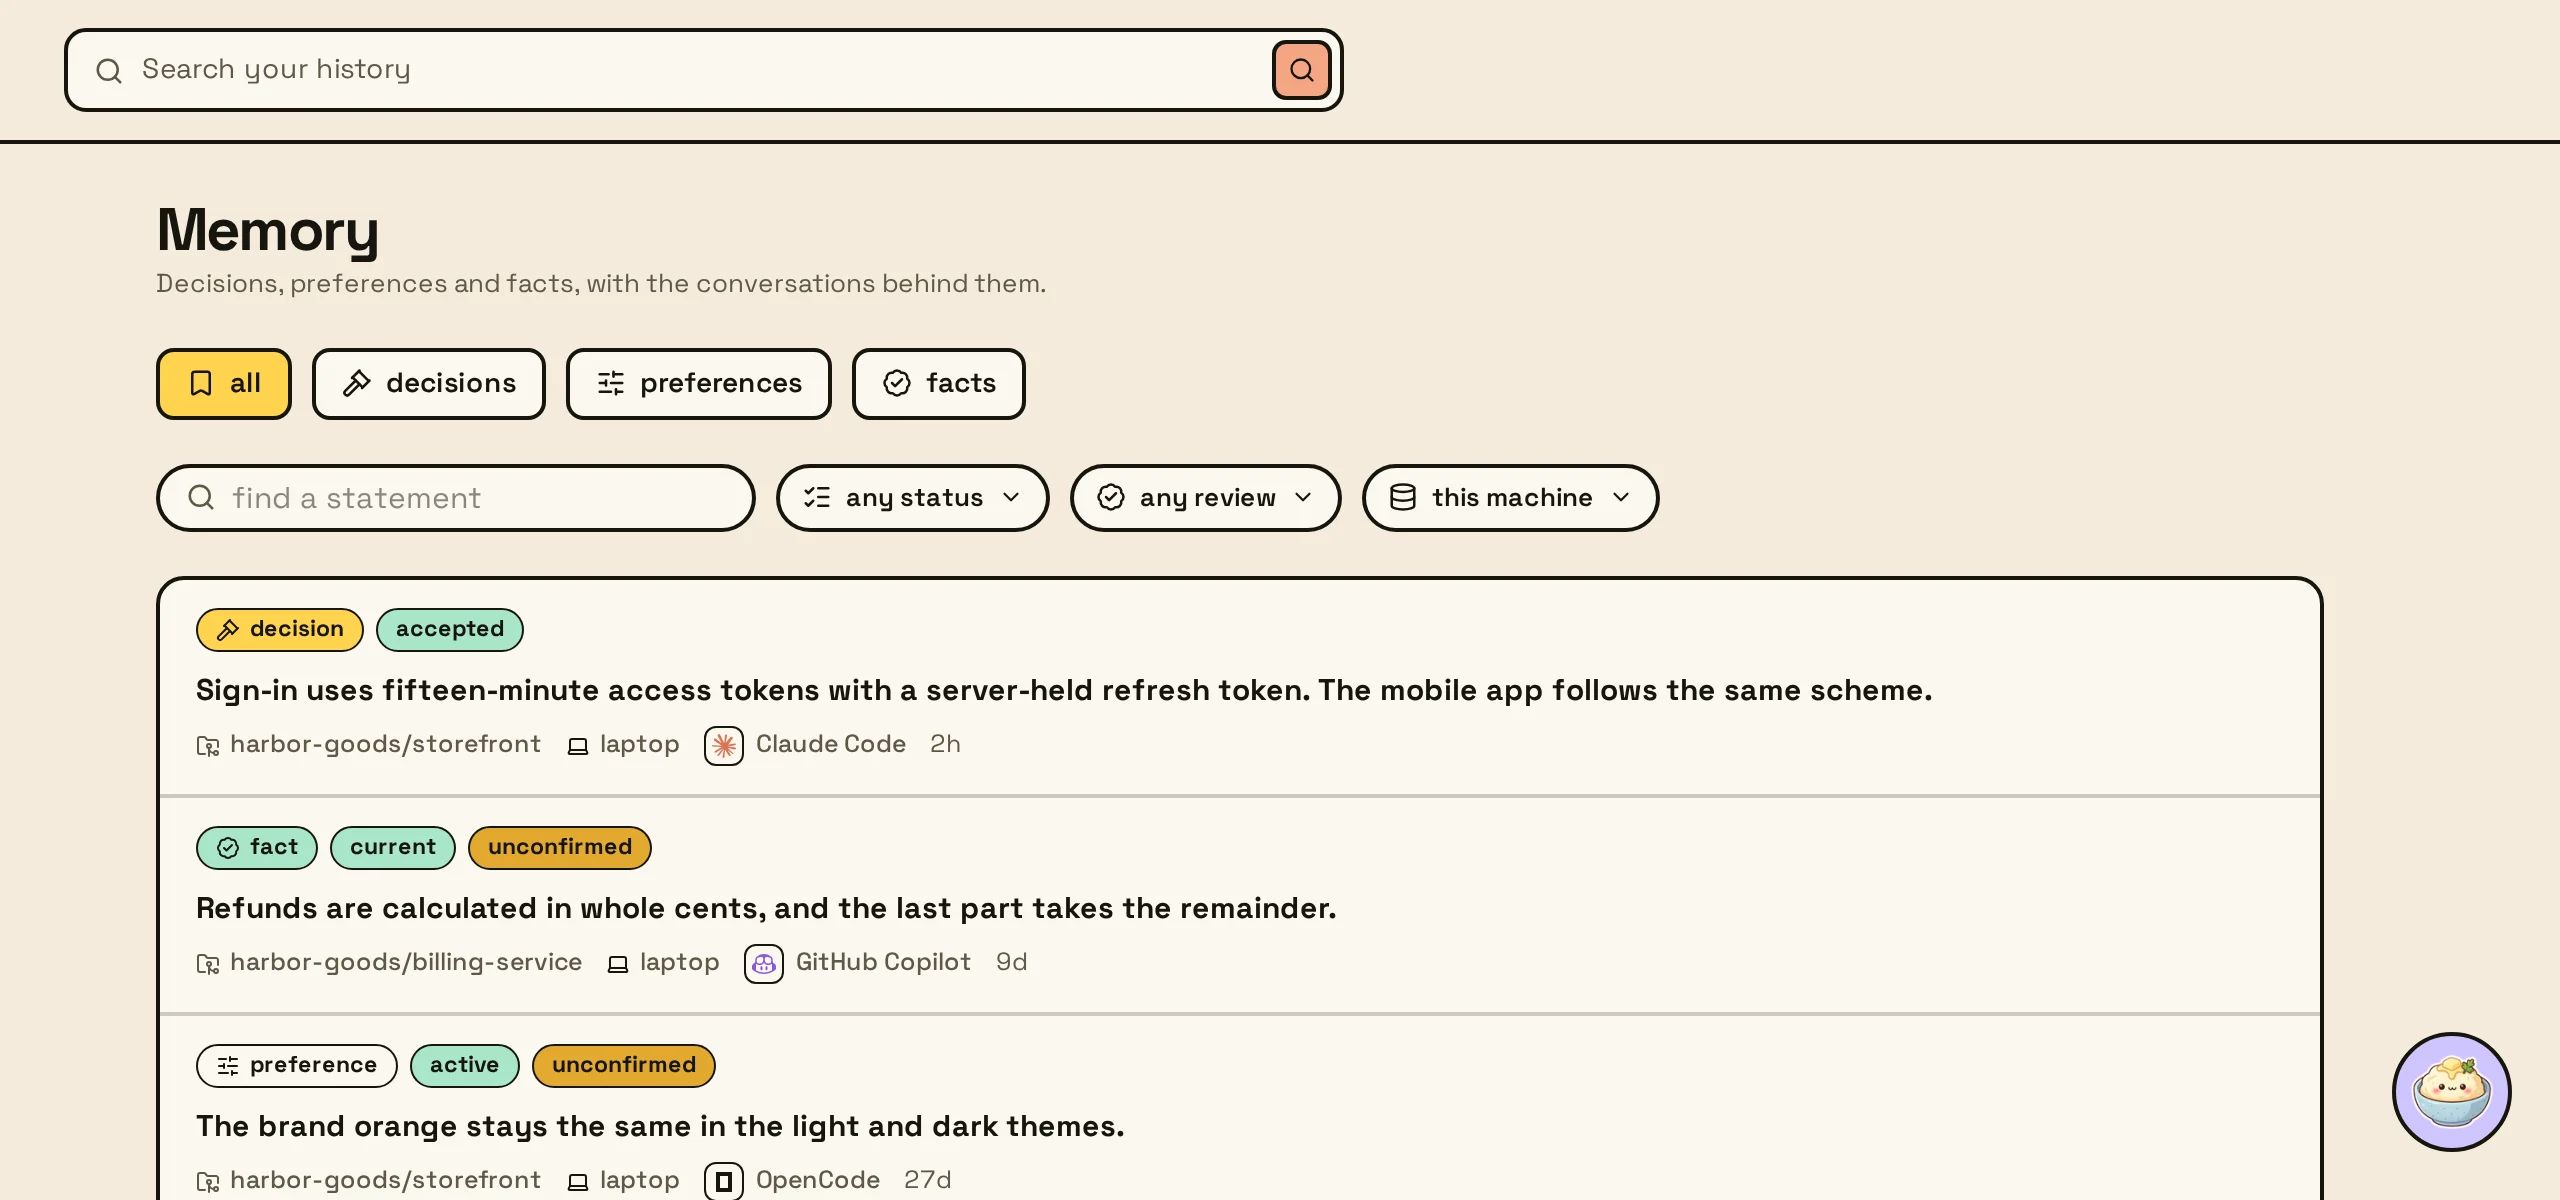 Search your history
Memory
Decisions, preferences and facts, with the conversations behind them.
all decisions preferences facts
find a statement any status any review this machine
decision accepted
Sign-in uses fifteen-minute access tokens with a server-held refresh token. The mobile app follows the same scheme.
harbor-goods/storefront laptop Claude Code 2h
fact current unconfirmed
Refunds are calculated in whole cents, and the last part takes the remainder.
harbor-goods/billing-service laptop GitHub Copilot 9d
preference active unconfirmed
The brand orange stays the same in the light and dark themes.
harbor-goods/storefront laptop OpenCode 27d